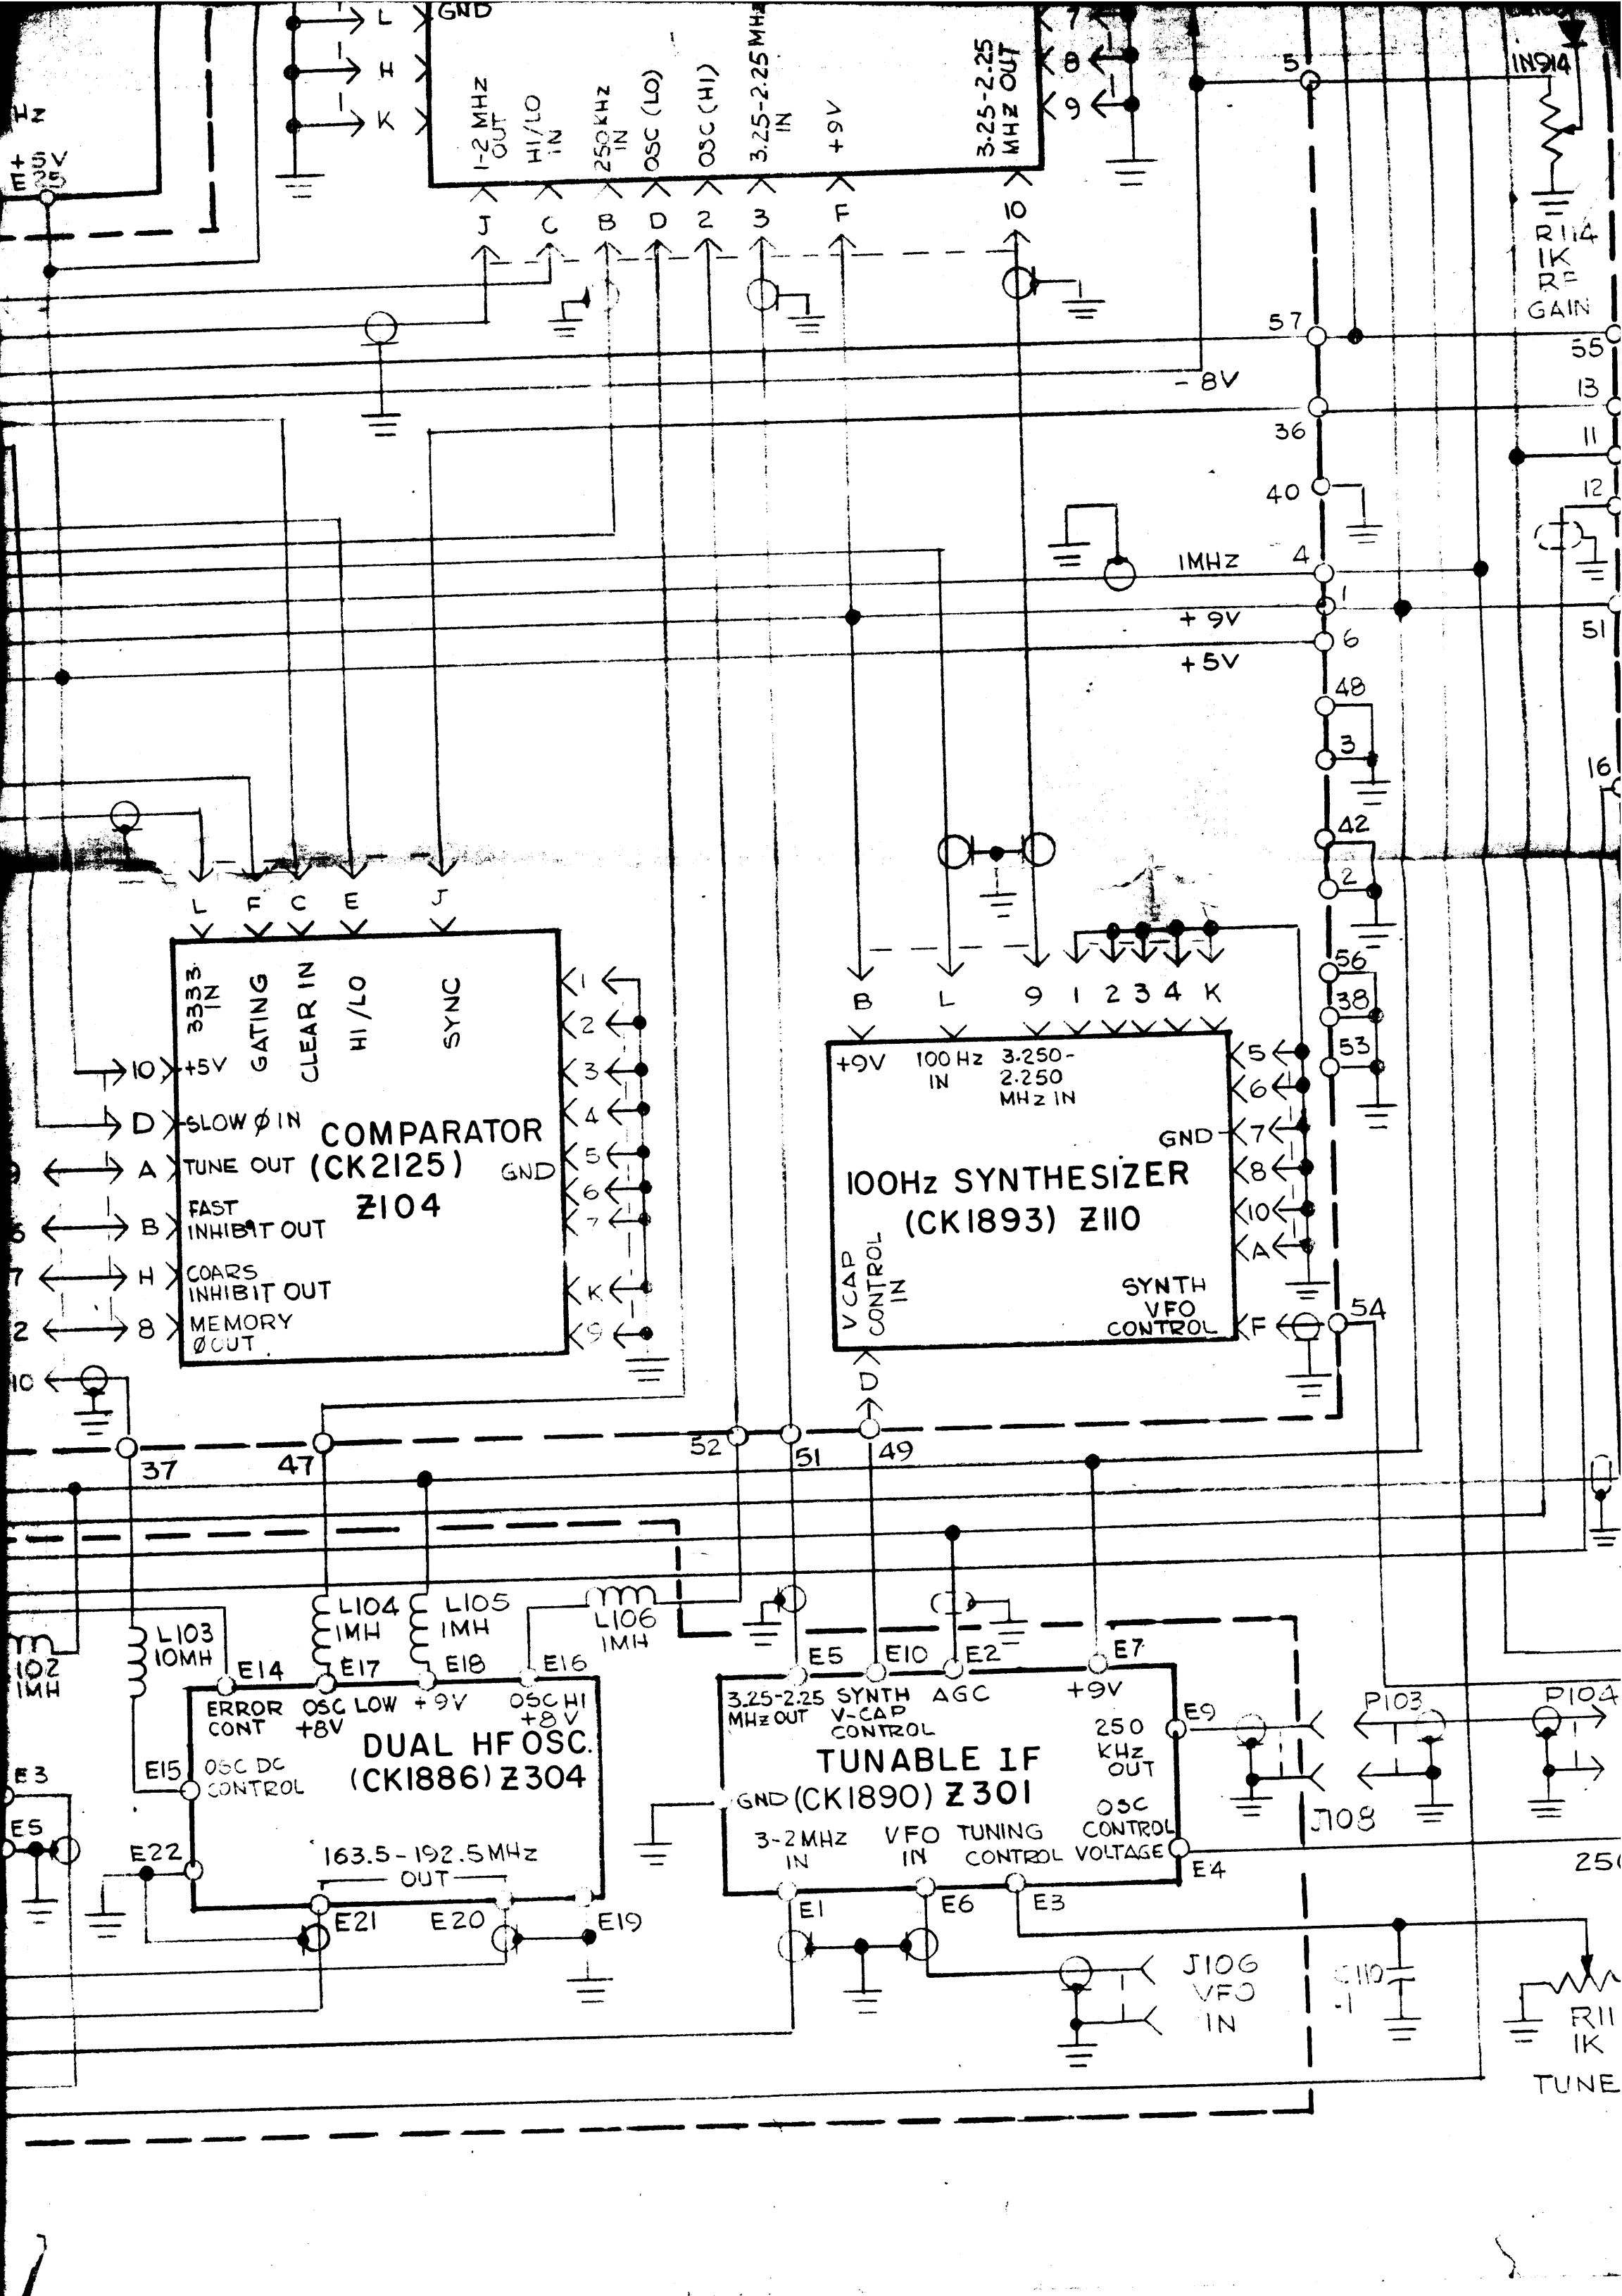 L
GND
H
K
Hz
+5V
1-2 MHZ
OUT
HI/LO
IN
250KHZ
IN
OSC (LO)
OSC (HI)
3.25-2.25 MHZ
IN
+9V
3.25-2.25
MHZ OUT
7
8
9
5
IN914
J
C
B
D
2
3
F
10
R114
1K
RF
GAIN
57
55
-8V
13
36
11
40
12
1MHZ
4
1
+9V
6
51
+5V
48
3
16
42
2
56
38
53
L
F
C
E
J
3333
IN
GATING
CLEAR IN
HI/LO
SYNC
1
2
3
4
5
6
7
K
9
10
+5V
D
SLOW Ø IN
COMPARATOR
A
TUNE OUT
(CK2125)
GND
Z104
B
FAST
INHIBIT OUT
H
COARS
INHIBIT OUT
8
MEMORY
Ø OUT
7
2
10
B
L
9
1
2
3
4
K
+9V
100 HZ
IN
3.250-
2.250
MHZ IN
5
6
GND
7
8
10
A
100Hz SYNTHESIZER
(CK1893) Z110
V CAP
CONTROL
IN
SYNTH
VFO
CONTROL
F
54
D
37
47
52
51
49
L103
10MH
L104
1MH
L105
1MH
L106
1MH
102
1MH
E14
E17
E18
E16
ERROR
CONT
OSC LOW
+8V
+9V
OSC HI
+8V
DUAL HF OSC.
(CK1886) Z304
E15
OSC DC
CONTROL
E3
E5
E22
163.5-192.5MHZ
OUT
E21
E20
E19
E5
E10
E2
E7
3.25-2.25
MHZ OUT
SYNTH
V-CAP
CONTROL
AGC
+9V
E9
250
KHZ
OUT
TUNABLE IF
GND (CK1890) Z301
3-2MHZ
IN
VFO
IN
TUNING
CONTROL
OSC
CONTROL
VOLTAGE
E4
E1
E6
E3
P103
P104
J108
J106
VFO
IN
C110
.1
R11
1K
TUNE